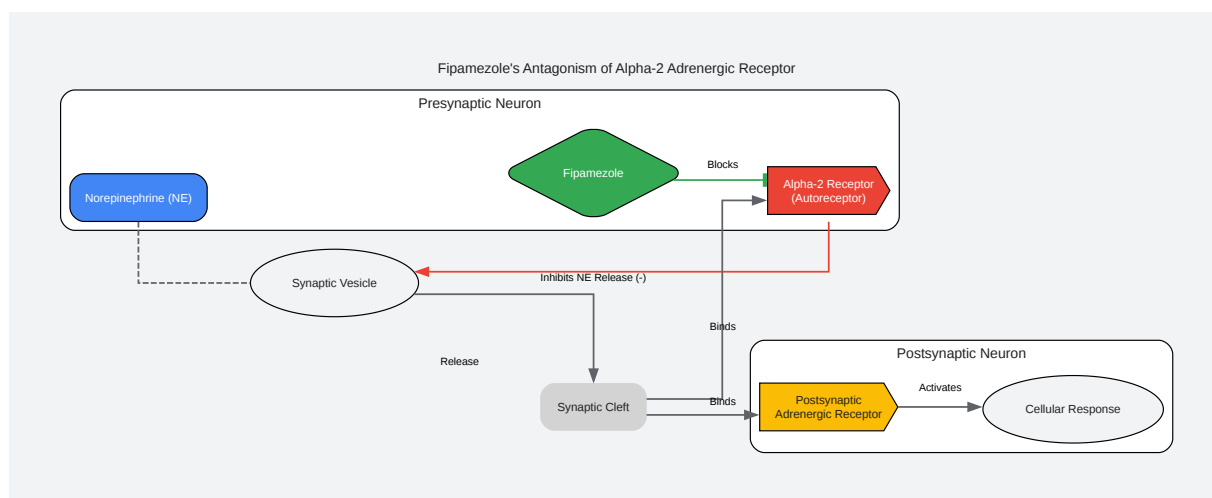 Fipamezole's Antagonism of Alpha-2 Adrenergic Receptor
Presynaptic Neuron
Fipamezole
Blocks
Alpha-2 Receptor
(Autoreceptor)
Norepinephrine (NE)
Synaptic Vesicle
Inhibits NE Release (-)
Binds
Release
Postsynaptic Neuron
Synaptic Cleft
Binds
Postsynaptic
Adrenergic Receptor
Activates
Cellular Response